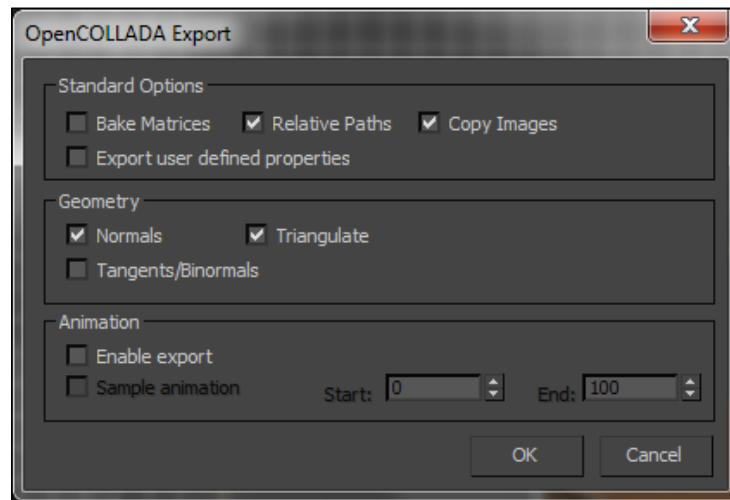 OpenCOLLADA Export
Standard Options
Bake Matrices Relative Paths Copy Images
Export user defined properties
Geometry
Normals Triangulate
Tangents/Binormals
Animation
Enable export
Sample animation Start: 0 End: 100
OK Cancel